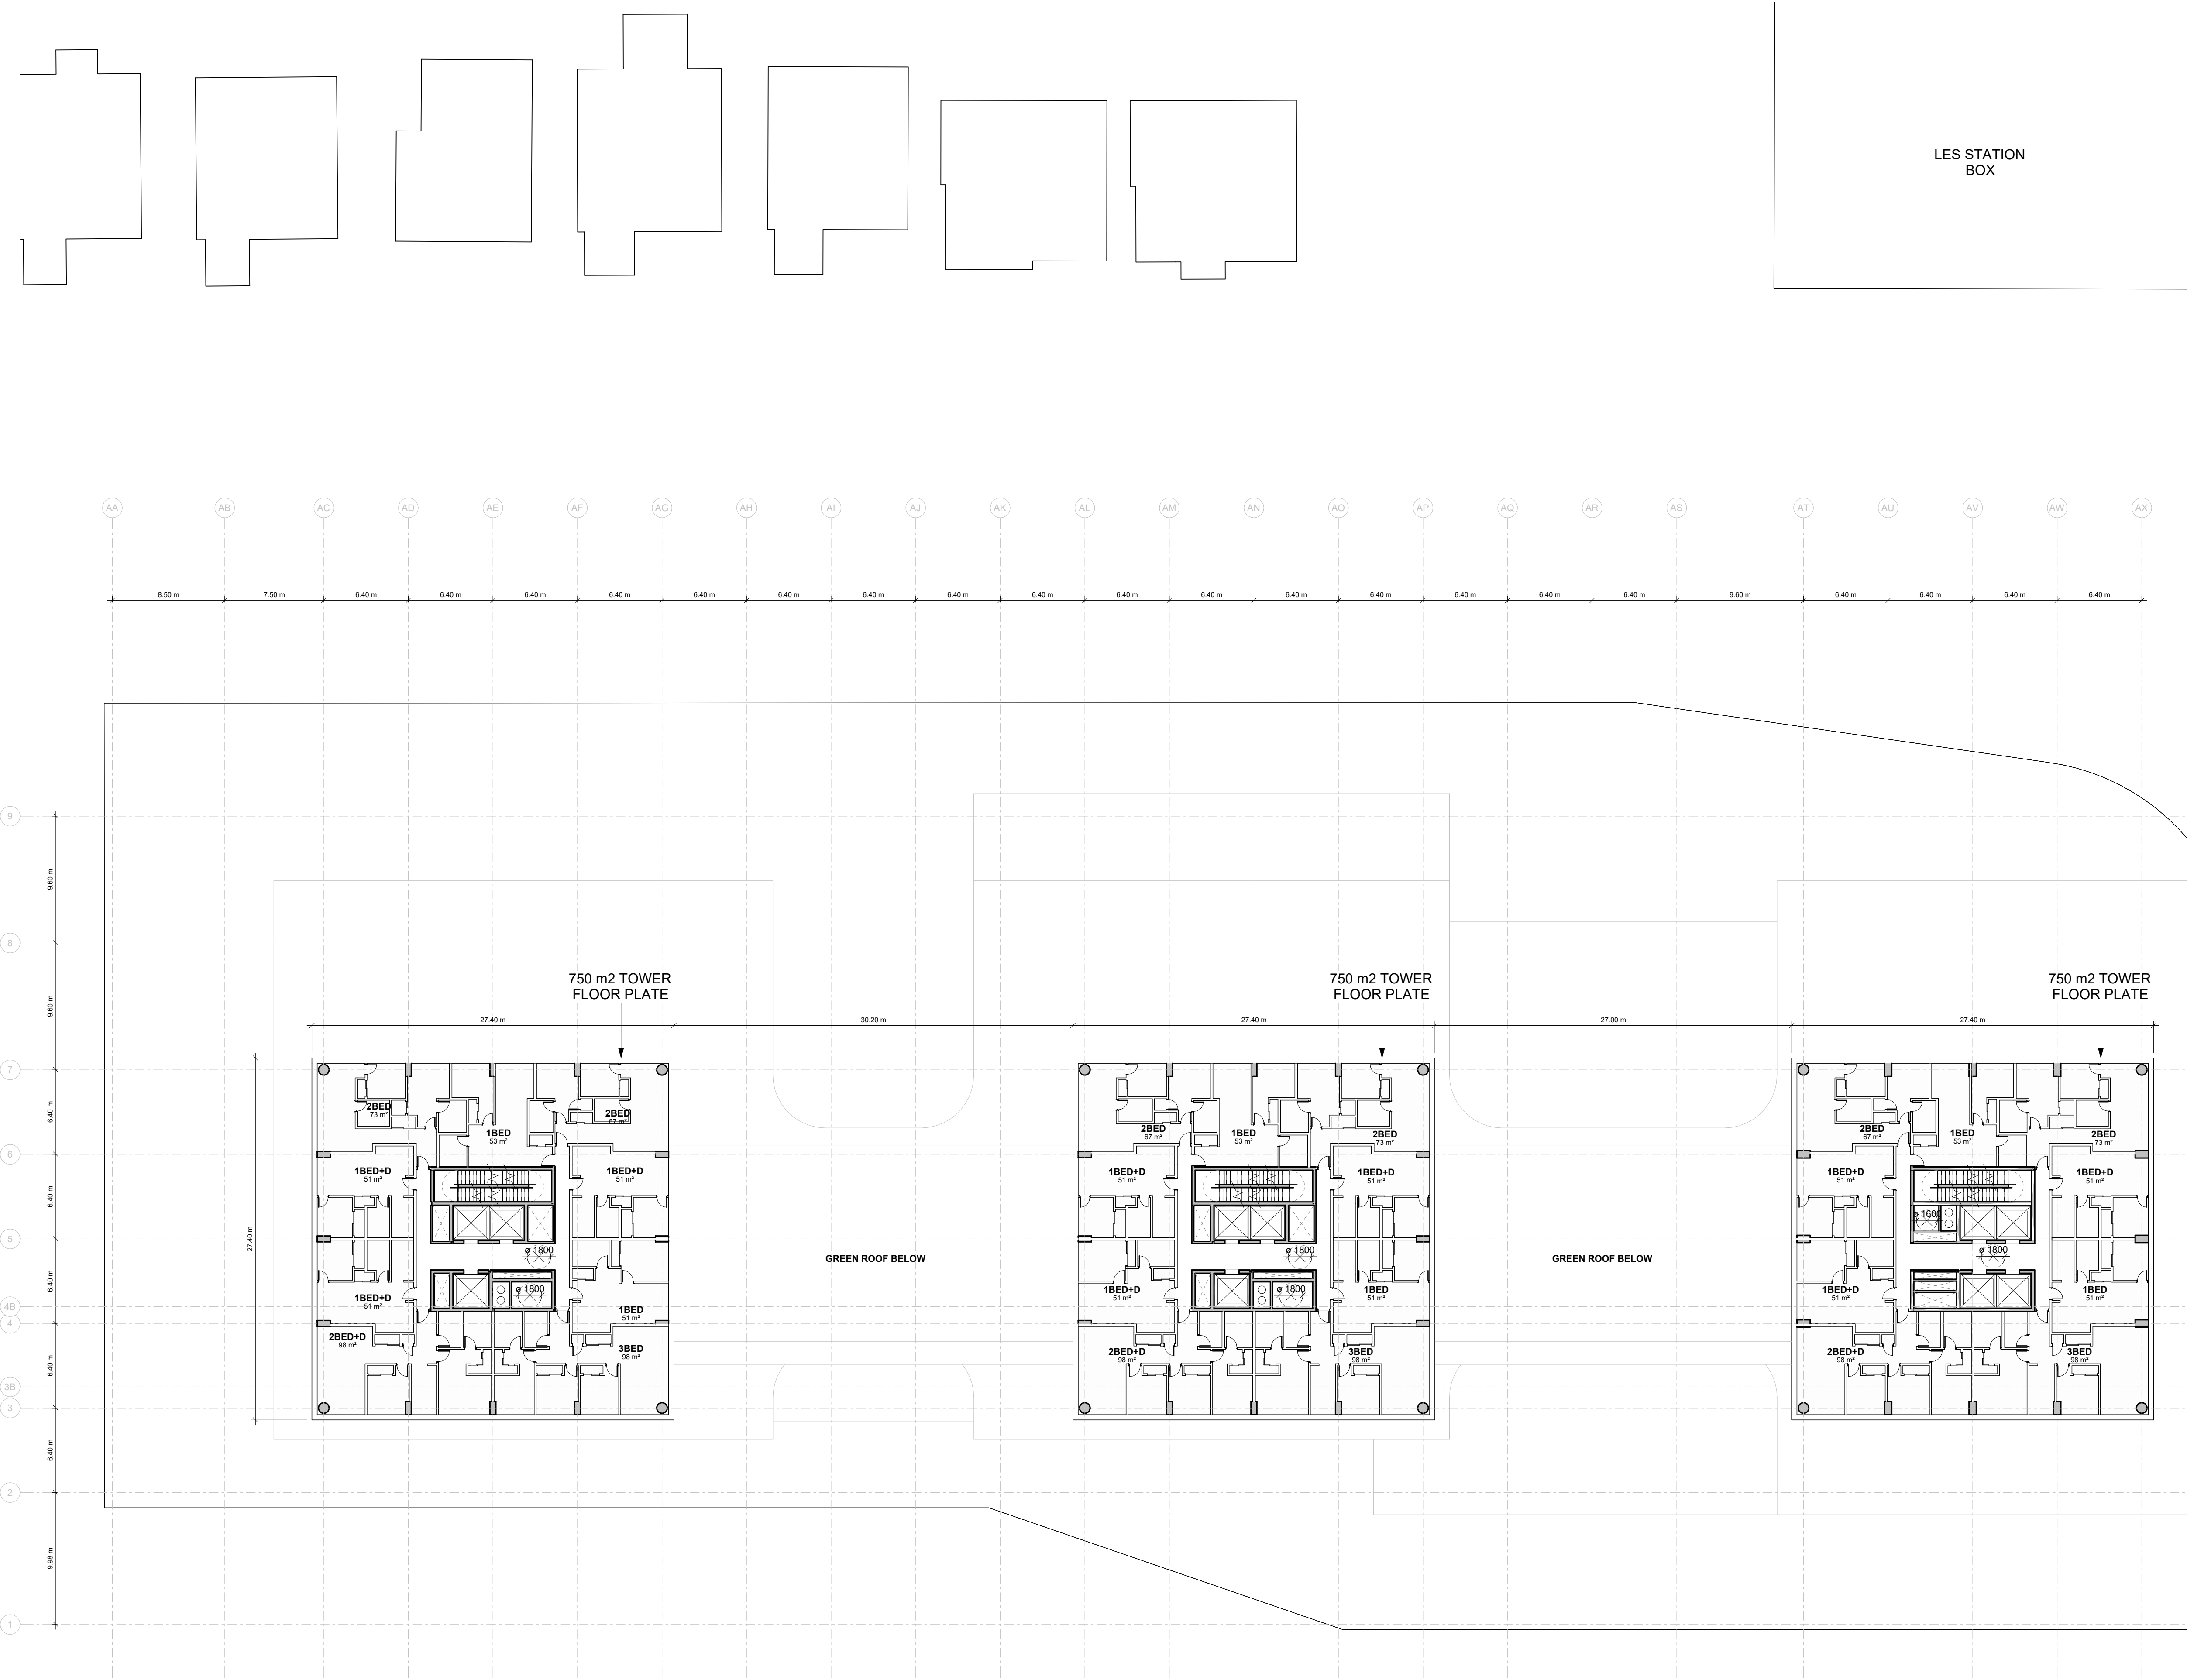 LES STATION
BOX
AA AB AC AD AE AF AG AH AI AJ AK AL AM AN AO AP AQ AR AS AT AU AV AW AX
8.50 m 7.50 m 6.40 m 6.40 m 6.40 m 6.40 m 6.40 m 6.40 m 6.40 m 6.40 m 6.40 m 6.40 m 6.40 m 6.40 m 6.40 m 6.40 m 6.40 m 6.40 m 9.60 m 6.40 m 6.40 m 6.40 m 6.40 m
9
9.60 m
8
9.60 m
7
6.40 m
6
6.40 m
5
6.40 m
4B
4
6.40 m
3B
3
6.40 m
2
9.98 m
1
750 m2 TOWER
FLOOR PLATE
750 m2 TOWER
FLOOR PLATE
750 m2 TOWER
FLOOR PLATE
27.40 m 30.20 m 27.40 m 27.00 m 27.40 m
27.40 m
2BED
73 m²
1BED
53 m²
2BED
67 m²
1BED+D
51 m²
1BED+D
51 m²
ø 1800
ø 1800
1BED+D
51 m²
1BED
51 m²
2BED+D
98 m²
3BED
98 m²
GREEN ROOF BELOW
2BED
67 m²
1BED
53 m²
2BED
73 m²
1BED+D
51 m²
1BED+D
51 m²
ø 1800
ø 1800
1BED+D
51 m²
1BED
51 m²
2BED+D
98 m²
3BED
98 m²
GREEN ROOF BELOW
2BED
67 m²
1BED
53 m²
2BED
73 m²
1BED+D
51 m²
1BED+D
51 m²
ø 1600
ø 1800
1BED+D
51 m²
1BED
51 m²
2BED+D
98 m²
3BED
98 m²